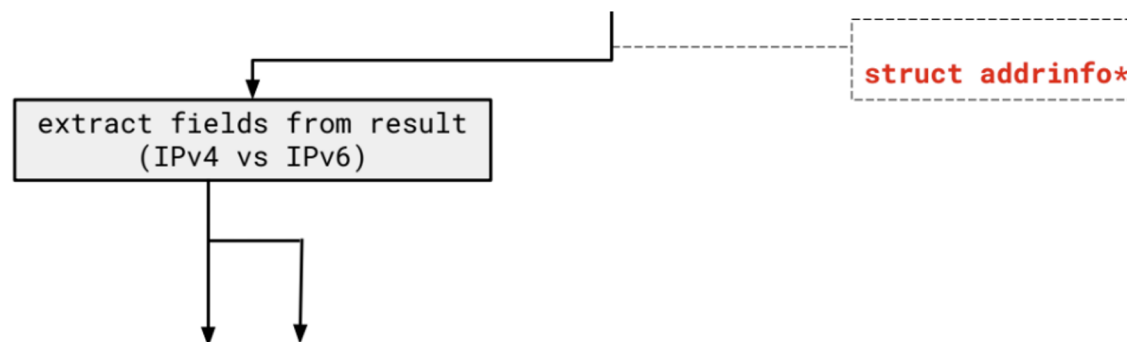 struct addrinfo*
extract fields from result
(IPv4 vs IPv6)